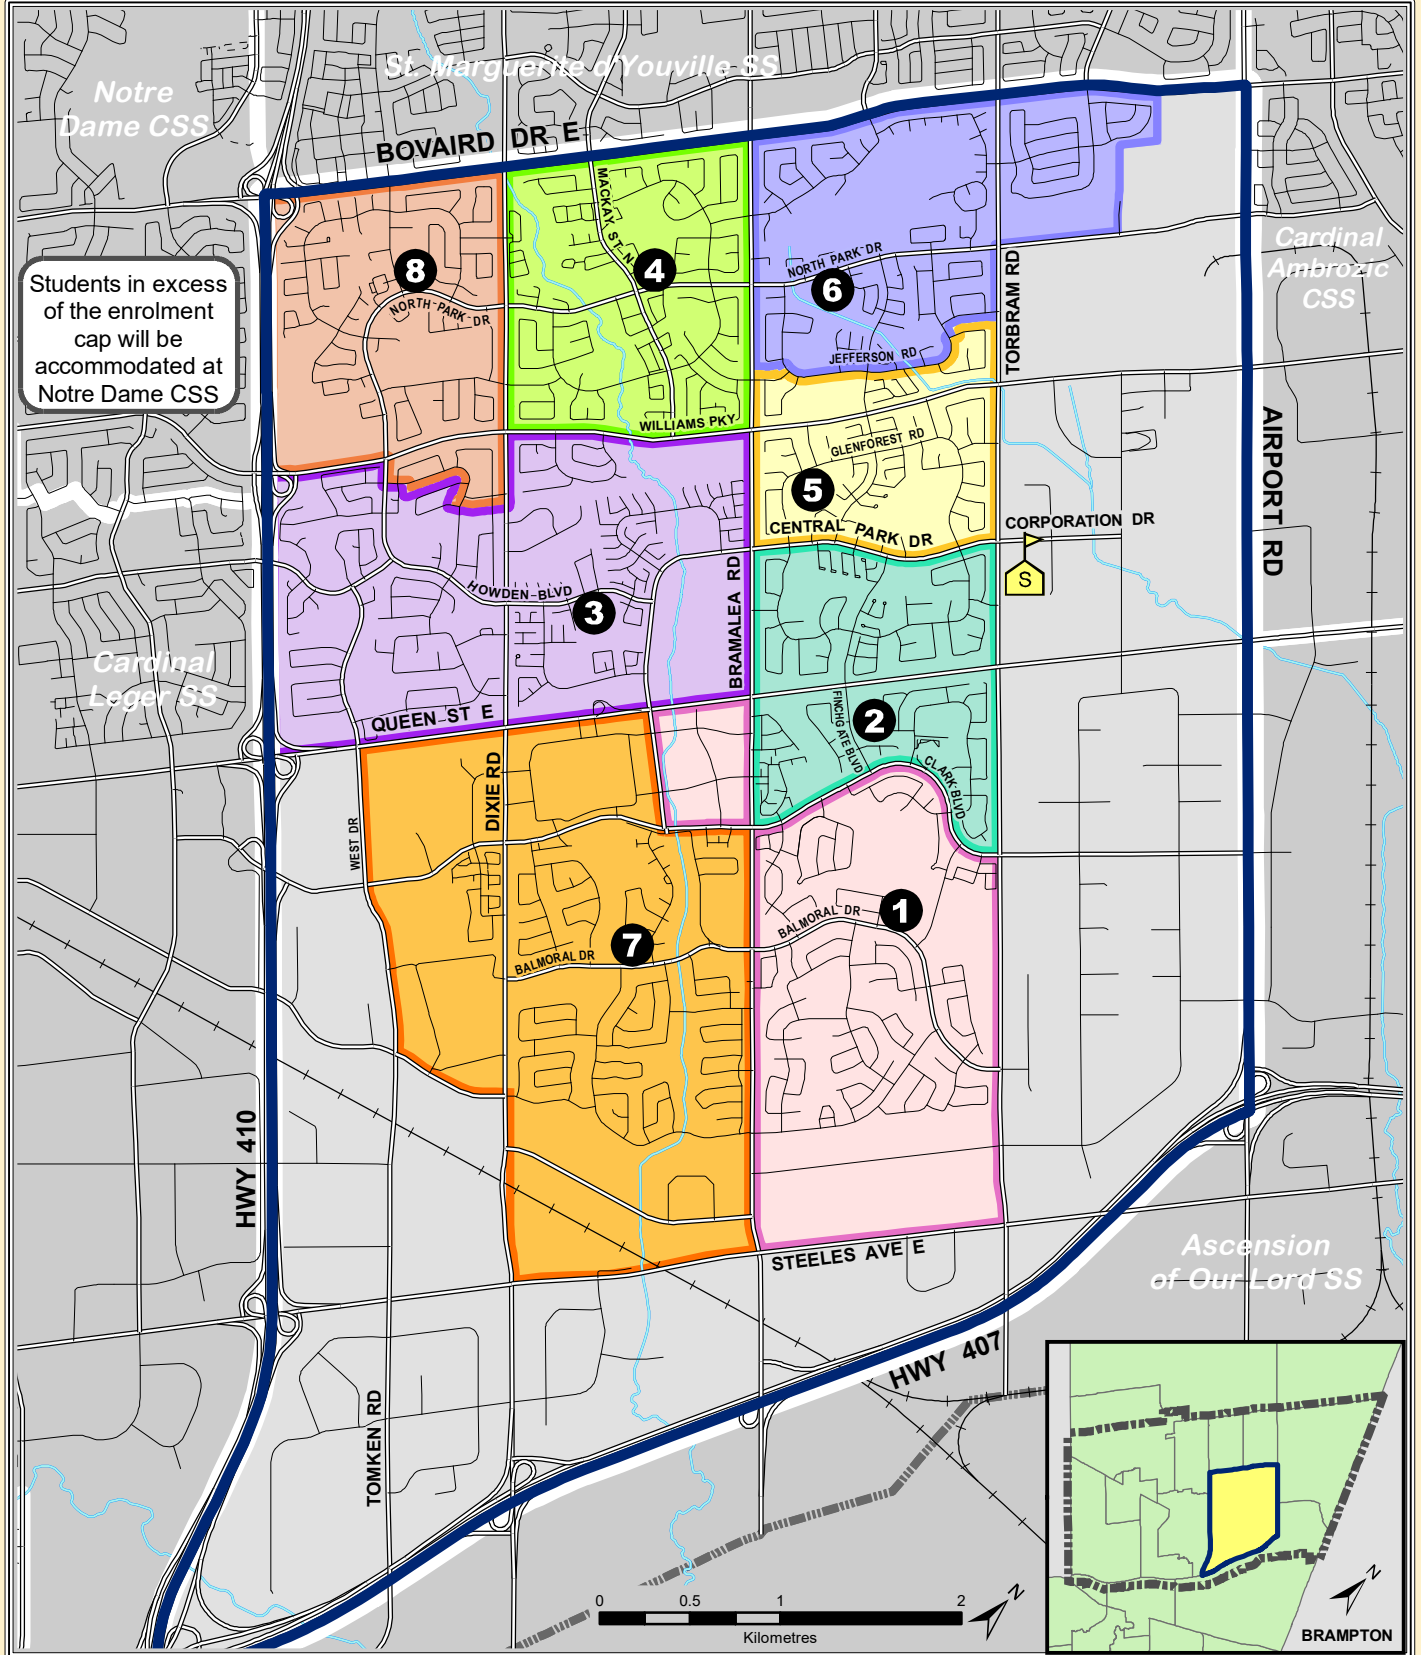 St. Marguerite d'Youville SS
Notre
Dame CSS
BOVAIRD DR E
MACKAY ST N
Cardinal
Ambrozic
CSS
Students in excess
of the enrolment
cap will be
accommodated at
Notre Dame CSS
8
4
6
NORTH PARK DR
NORTH PARK DR
TORBRAM RD
JEFFERSON RD
WILLIAMS PKY
GLENFOREST RD
AIRPORT RD
5
CENTRAL PARK DR
CORPORATION DR
S
HOWDEN BLVD
3
BRAMALEA RD
Cardinal
Leger SS
QUEEN ST E
FINCHGATE BLVD
2
CLARK BLVD
DIXIE RD
WEST DR
1
BALMORAL DR
7
BALMORAL DR
HWY 410
STEELES AVE E
Ascension
of Our Lord SS
HWY 407
TOMKEN RD
0 0.5 1 2
Kilometres
N
N
BRAMPTON